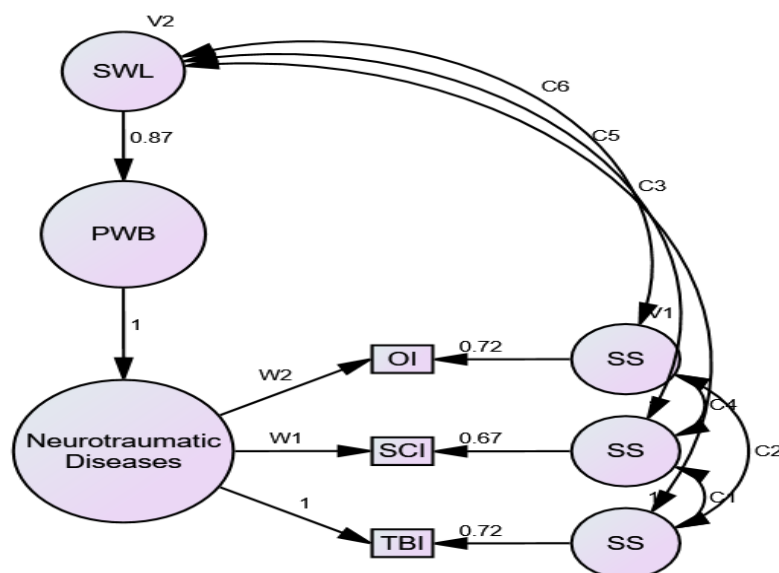 V2
SWL
C6
0.87
C5
C3
PWB
1
V1
W2
OI
0.72
SS
C4
Neurotraumatic
Diseases
W1
SCI
0.67
SS
C2
1
1
C1
TBI
0.72
SS